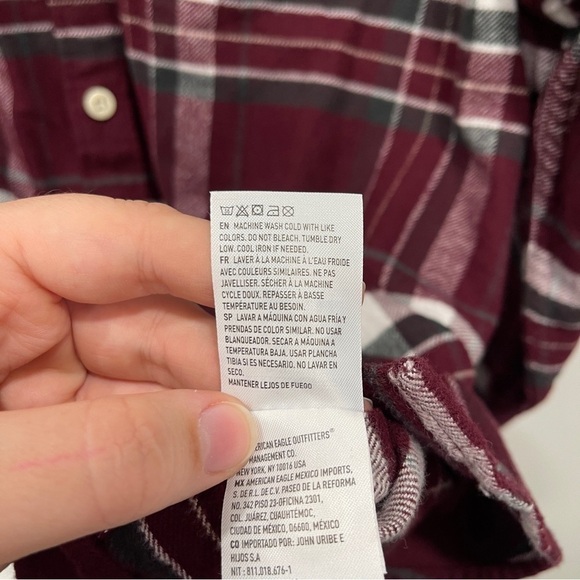 EN MACHINE WASH COLD WITH LIKE
COLORS. DO NOT BLEACH. TUMBLE DRY
LOW. COOL IRON IF NEEDED.
FR LAVER À LA MACHINE À L'EAU FROIDE
AVEC COULEURS SIMILAIRES. NE PAS
JAVELLISER. SÉCHER À LA MACHINE
CYCLE DOUX. REPASSER À BASSE
TEMPÉRATURE AU BESOIN.
SP LAVAR A MÁQUINA CON AGUA FRÍA Y
PRENDAS DE COLOR SIMILAR. NO USAR
BLANQUEADOR. SECAR A MÁQUINA A
TEMPERATURA BAJA. USAR PLANCHA
TIBIA SI ES NECESARIO. NO LAVAR EN
SECO.
MANTENER LEJOS DE FUEGO
ERICAN EAGLE OUTFITTERS®
MANAGEMENT CO.
NEW YORK, NY 10016 USA
MX AMERICAN EAGLE MEXICO IMPORTS,
S. DE R.L. DE C.V. PASEO DE LA REFORMA
NO. 342 PISO 23-OFICINA 2301,
COL. JUÁREZ, CUAUHTÉMOC,
CIUDAD DE MÉXICO, 06600, MÉXICO
CO IMPORTADO POR: JOHN URIBE E
HIJOS S.A
NIT : 811.018.676-1